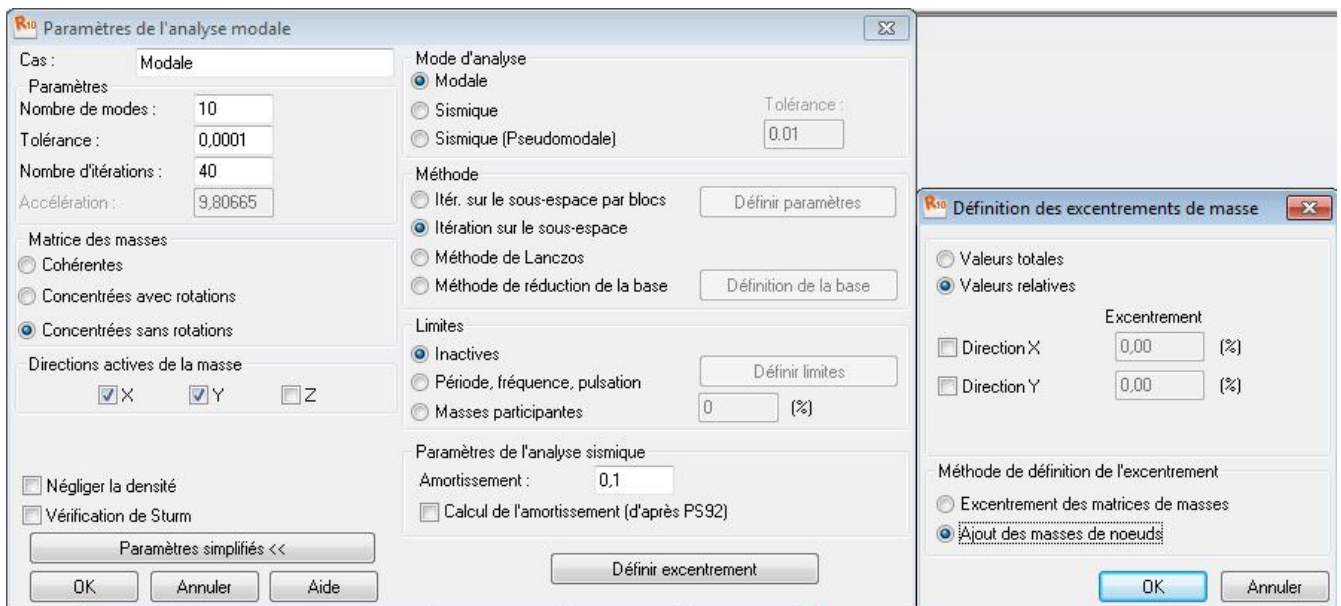 Paramètres de l'analyse modale
Cas : Modale
Paramètres
Nombre de modes : 10
Tolérance : 0,0001
Nombre d'itérations : 40
Accélération : 9,80665
Matrice des masses
Cohérentes
Concentrées avec rotations
Concentrées sans rotations
Directions actives de la masse
X Y Z
Négliger la densité
Vérification de Sturm
Paramètres simplifiés <<
OK Annuler Aide
Mode d'analyse
Modale
Sismique Tolérance :
Sismique (Pseudomodale) 0.01
Méthode
Itér. sur le sous-espace par blocs Définir paramètres
Itération sur le sous-espace
Méthode de Lanczos
Méthode de réduction de la base Définition de la base
Limites
Inactives
Période, fréquence, pulsation Définir limites
Masses participantes 0 (%)
Paramètres de l'analyse sismique
Amortissement : 0,1
Calcul de l'amortissement (d'après PS92)
Définir excentrement
Définition des excentrements de masse
Valeurs totales
Valeurs relatives
Excentrement
Direction X 0,00 (%)
Direction Y 0,00 (%)
Méthode de définition de l'excentrement
Excentrement des matrices de masses
Ajout des masses de noeuds
OK Annuler